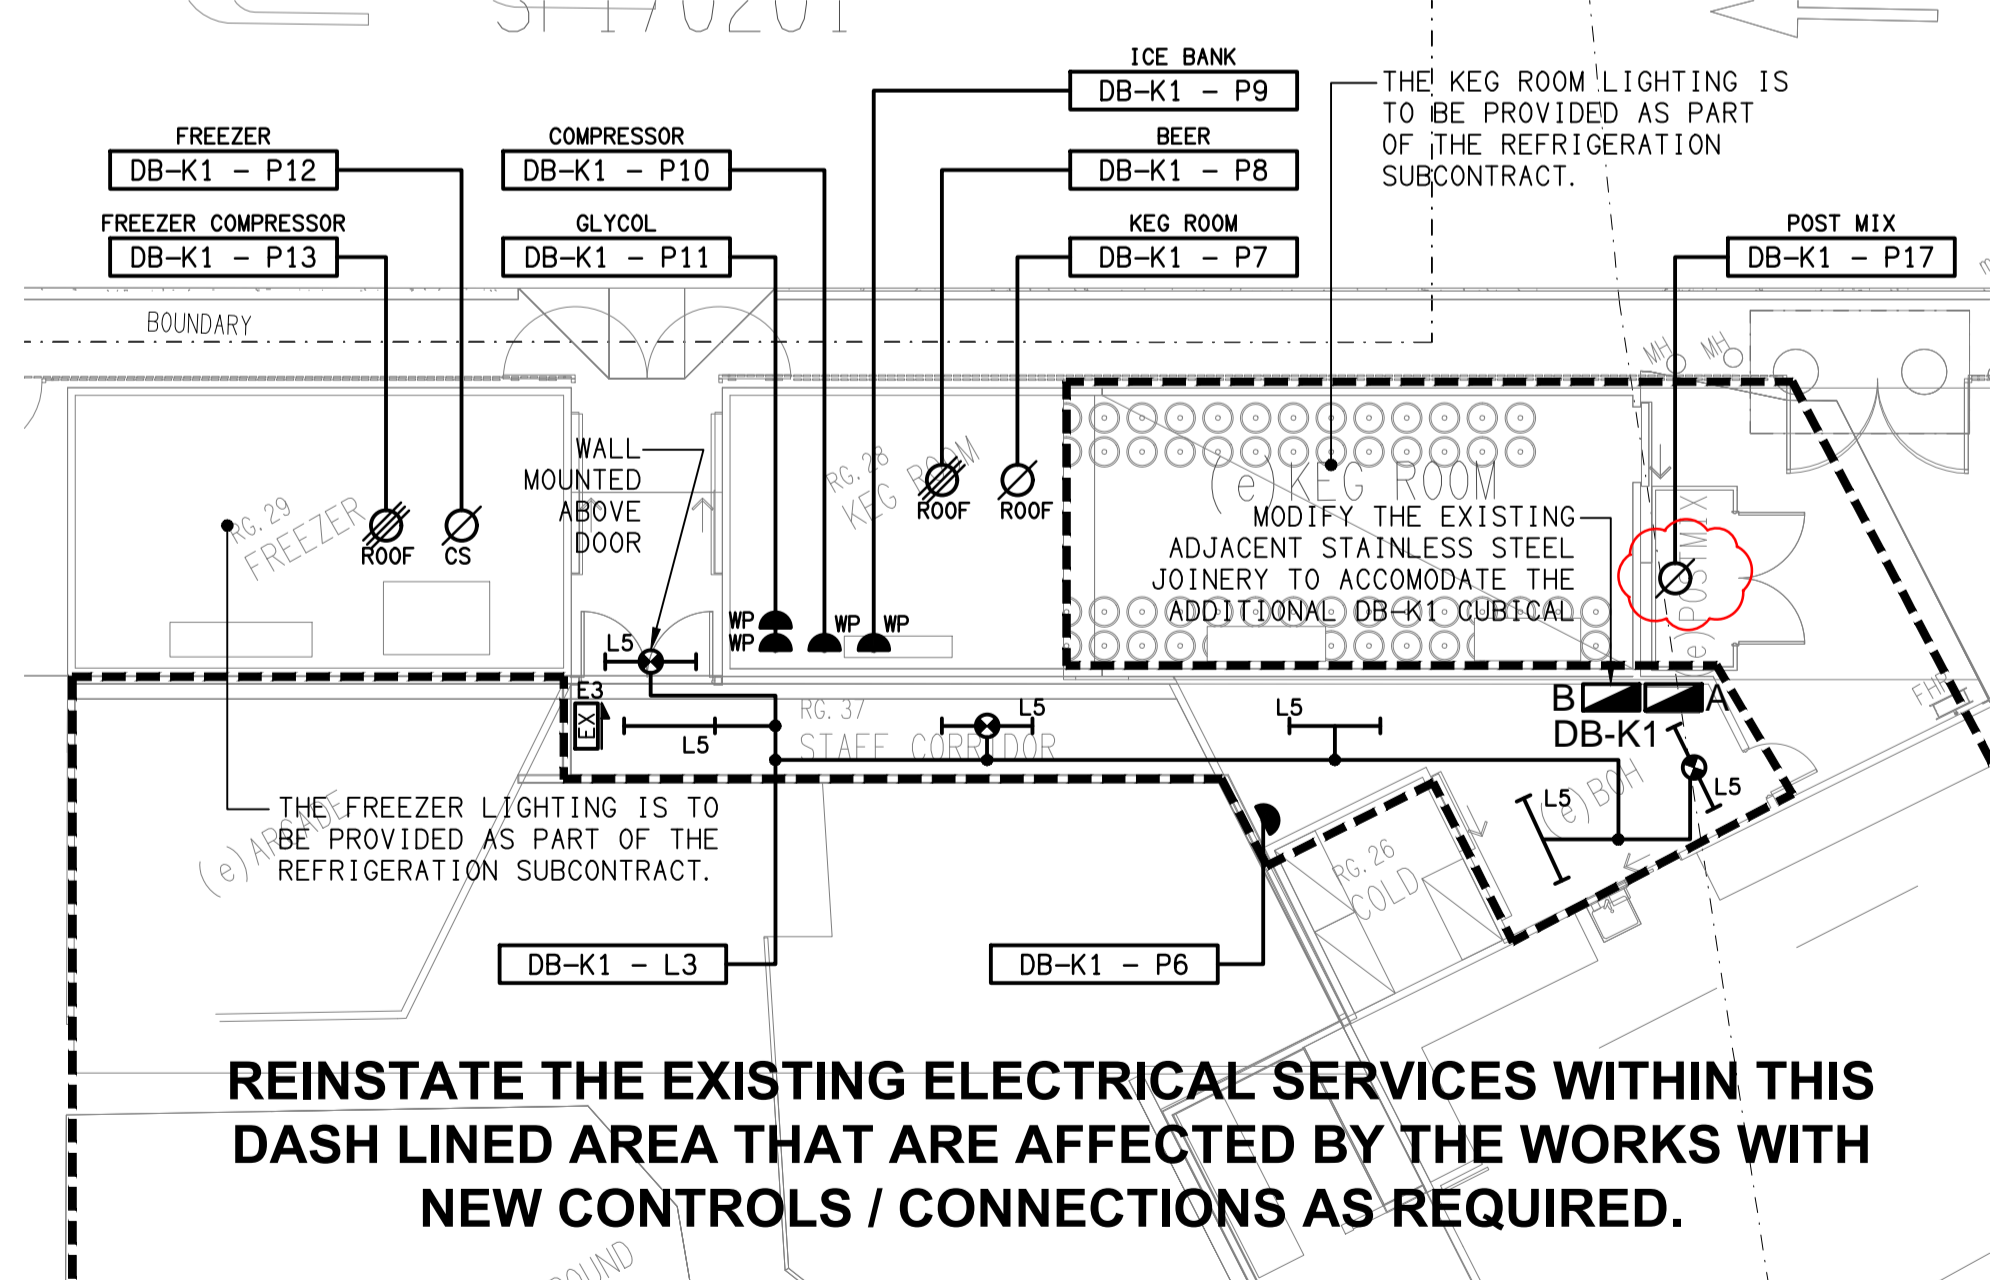 SP170201
ICE BANK
DB-K1 - P9
THE KEG ROOM LIGHTING IS
TO BE PROVIDED AS PART
OF THE REFRIGERATION
SUBCONTRACT.
FREEZER
DB-K1 - P12
COMPRESSOR
DB-K1 - P10
BEER
DB-K1 - P8
FREEZER COMPRESSOR
DB-K1 - P13
GLYCOL
DB-K1 - P11
KEG ROOM
DB-K1 - P7
POST MIX
DB-K1 - P17
BOUNDARY
MH
MH
WALL
MOUNTED
ABOVE
DOOR
RG.29
FREEZER
ROOF
CS
RG.28
KEG ROOM
ROOF
ROOF
(e)KEG ROOM
MODIFY THE EXISTING
ADJACENT STAINLESS STEEL
JOINERY TO ACCOMODATE THE
ADDITIONAL DB-K1 CUBICAL
(e)POSTMIX
WP
WP
WP
WP
L5
E3
EX
L5
RG.37
STAFF CORRIDOR
L5
L5
B
A
DB-K1
FHR
L5
L5
(e)BOH
THE FREEZER LIGHTING IS TO
BE PROVIDED AS PART OF THE
REFRIGERATION SUBCONTRACT.
(e)ARCADE
RG.26
COLD
DB-K1 - L3
DB-K1 - P6
REINSTATE THE EXISTING ELECTRICAL SERVICES WITHIN THIS
DASH LINED AREA THAT ARE AFFECTED BY THE WORKS WITH
NEW CONTROLS / CONNECTIONS AS REQUIRED.